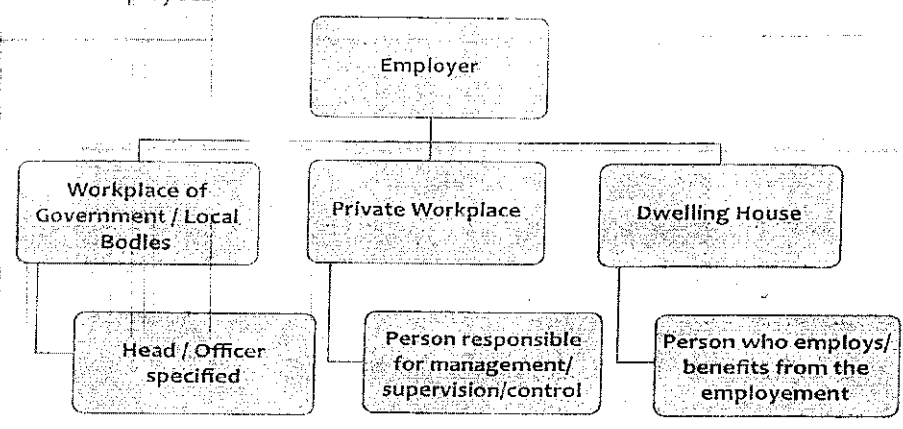 Employer
Workplace of
Government / Local
Bodies
Private Workplace
Dwelling House
Head / Officer
specified
Person responsible
for management/
supervision/control
Person who employs/
benefits from the
employement